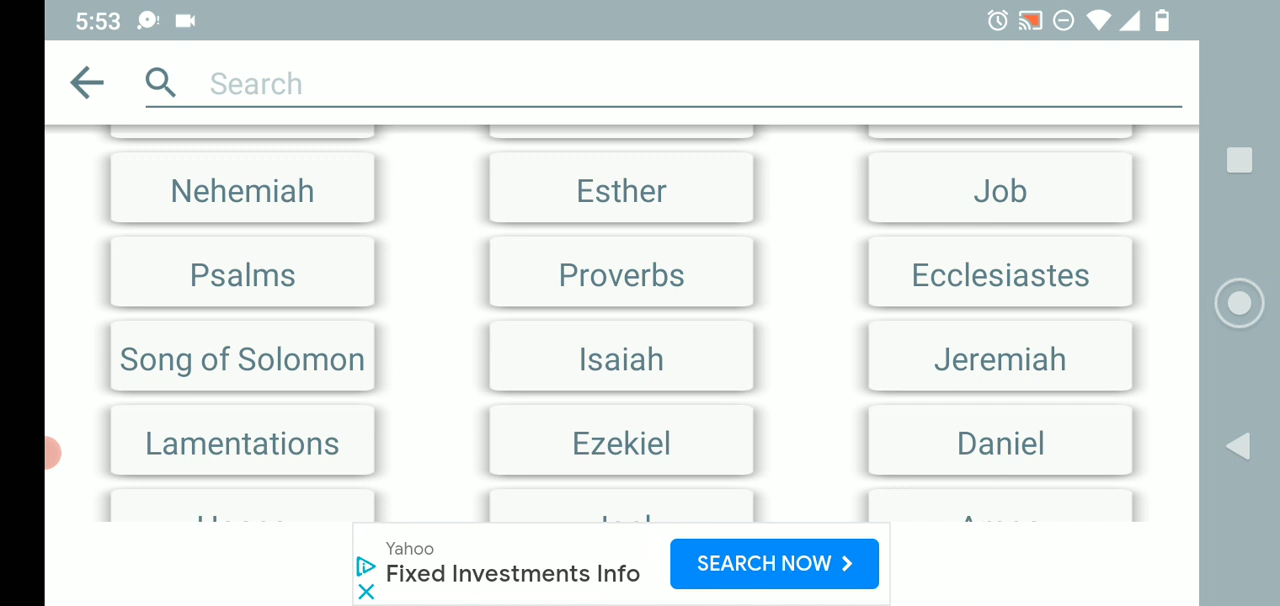 5:53
Search
Nehemiah Esther Job
Psalms Proverbs Ecclesiastes
Song of Solomon Isaiah Jeremiah
Lamentations Ezekiel Daniel
Yahoo
Fixed Investments Info
SEARCH NOW